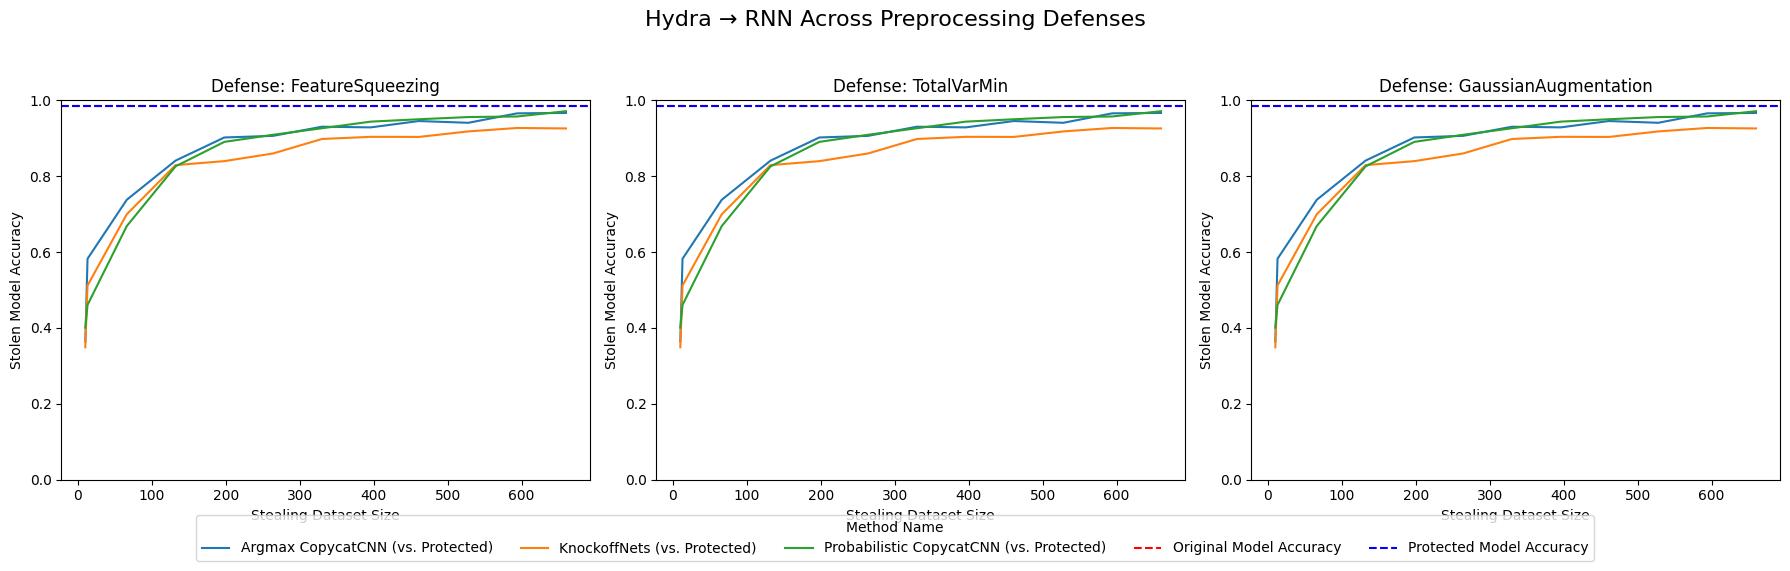 Hydra → RNN Across Preprocessing Defenses
Defense: FeatureSqueezing
Stolen Model Accuracy
1.0
0.8
0.6
0.4
0.2
0.0
0 100 200 300 400 500 600
Stealing Dataset Size
Defense: TotalVarMin
Stolen Model Accuracy
1.0
0.8
0.6
0.4
0.2
0.0
0 100 200 300 400 500 600
Stealing Dataset Size
Defense: GaussianAugmentation
Stolen Model Accuracy
1.0
0.8
0.6
0.4
0.2
0.0
0 100 200 300 400 500 600
Stealing Dataset Size
Method Name
Argmax CopycatCNN (vs. Protected) KnockoffNets (vs. Protected) Probabilistic CopycatCNN (vs. Protected) Original Model Accuracy Protected Model Accuracy